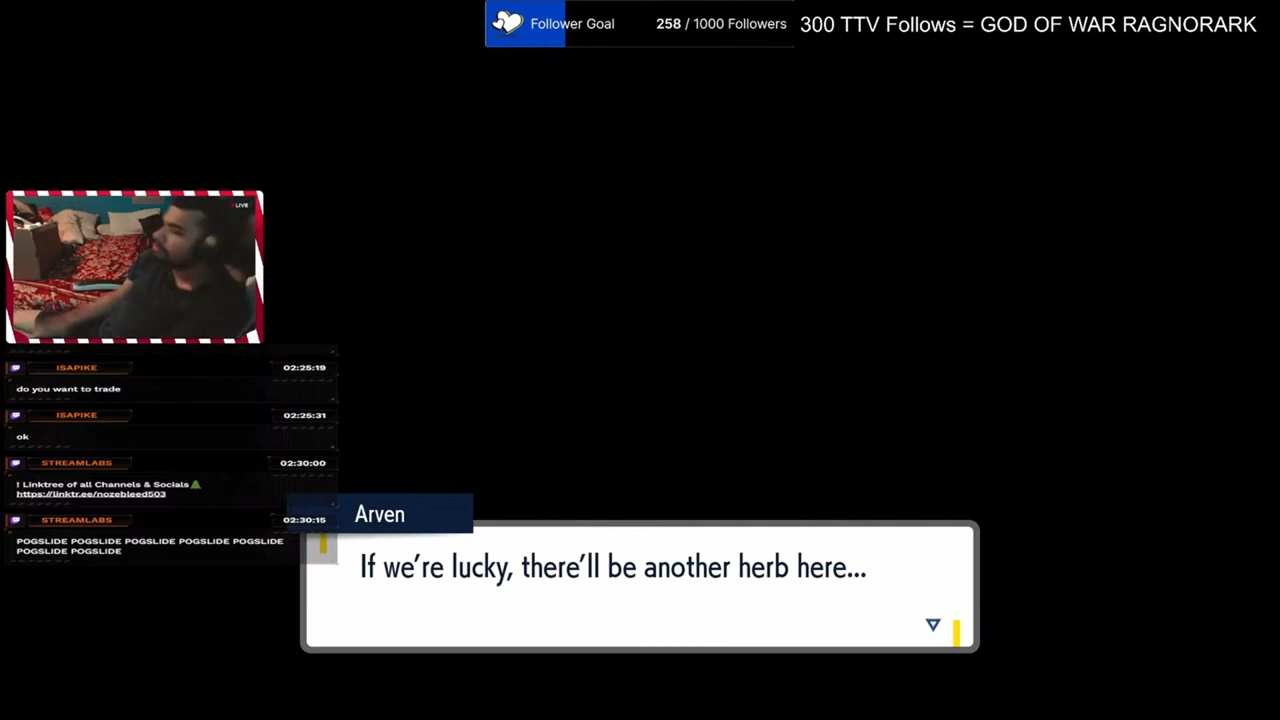 Follower Goal 258 / 1000 Followers
300 TTV Follows = GOD OF WAR RAGNORARK
LIVE
ISAPIKE 02:25:19
do you want to trade
ISAPIKE 02:25:31
ok
STREAMLABS 02:30:00
! Linktree of all Channels & Socials
https://linktr.ee/nozebleed503
STREAMLABS 02:30:15
POGSLIDE POGSLIDE POGSLIDE POGSLIDE POGSLIDE
POGSLIDE POGSLIDE
Arven
If we're lucky, there'll be another herb here...